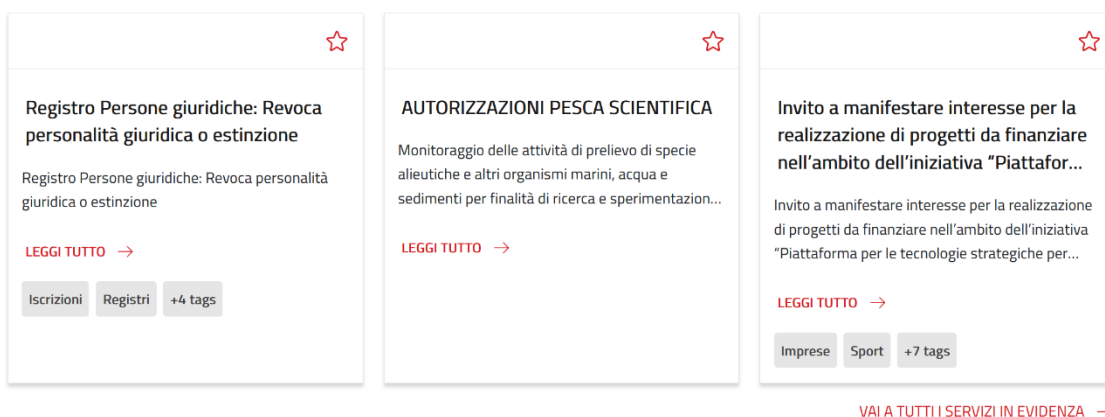 Registro Persone giuridiche: Revoca
personalità giuridica o estinzione
Registro Persone giuridiche: Revoca personalità
giuridica o estinzione
LEGGI TUTTO →
Iscrizioni Registri +4 tags
AUTORIZZAZIONI PESCA SCIENTIFICA
Monitoraggio delle attività di prelievo di specie
alieutiche e altri organismi marini, acqua e
sedimenti per finalità di ricerca e sperimentazion...
LEGGI TUTTO →
Invito a manifestare interesse per la
realizzazione di progetti da finanziare
nell'ambito dell'iniziativa “Piattafor...
Invito a manifestare interesse per la realizzazione
di progetti da finanziare nell'ambito dell'iniziativa
“Piattaforma per le tecnologie strategiche per...
LEGGI TUTTO →
Imprese Sport +7 tags
VAI A TUTTI I SERVIZI IN EVIDENZA →